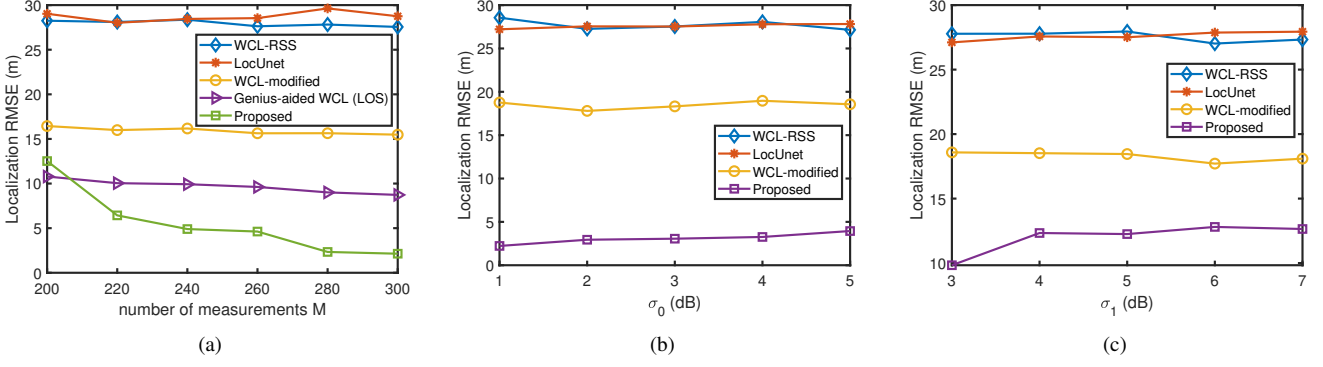 30
25
20
15
10
5
0
Localization RMSE (m)
200
220
240
260
280
300
number of measurements M
WCL-RSS
LocUnet
WCL-modified
Genius-aided WCL (LOS)
Proposed
(a)
30
25
20
15
10
5
0
Localization RMSE (m)
1
2
3
4
5
σ0 (dB)
WCL-RSS
LocUnet
WCL-modified
Proposed
(b)
25
20
15
10
Localization RMSE (m)
3
4
5
6
7
σ1 (dB)
WCL-RSS
LocUnet
WCL-modified
Proposed
(c)